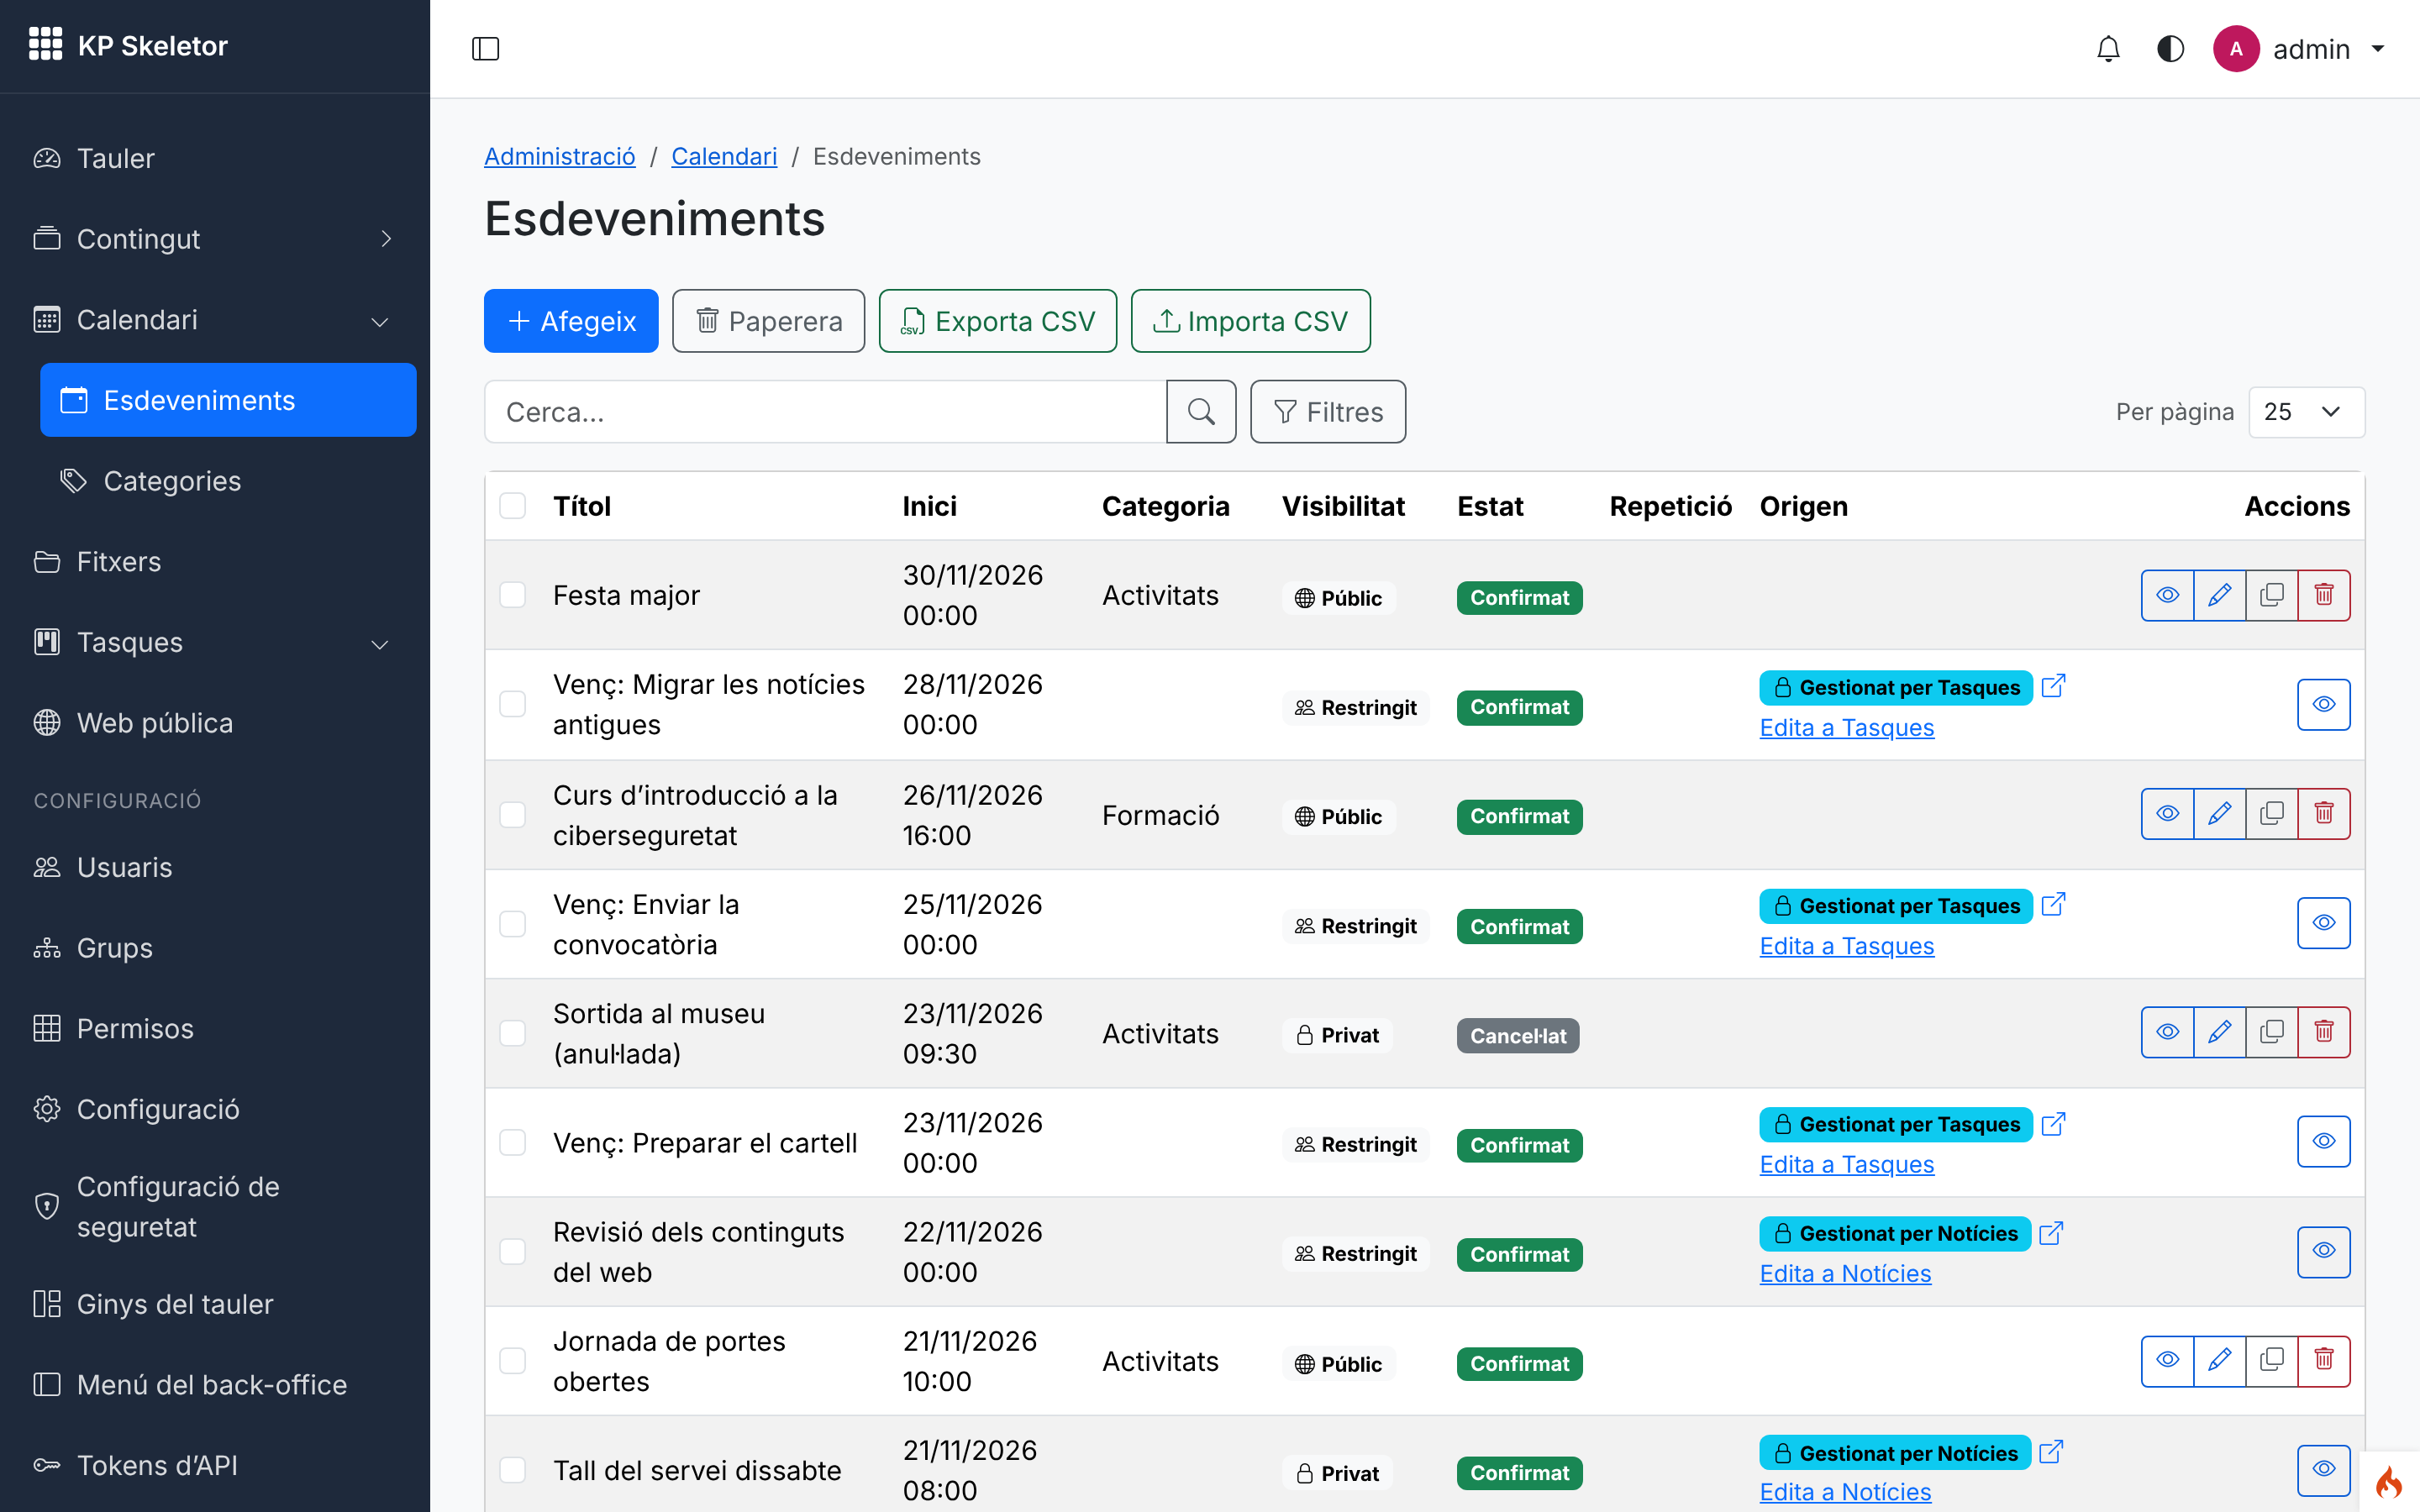 KP Skeletor
admin
A
Tauler
Contingut
Calendari
Esdeveniments
Categories
Fitxers
Tasques
Web pública
CONFIGURACIÓ
Usuaris
Grups
Permisos
Configuració
Configuració de
seguretat
Ginys del tauler
Menú del back-office
Tokens d’API
Administració / Calendari / Esdeveniments
Esdeveniments
Afegeix Paperera Exporta CSV Importa CSV
Cerca... Filtres Per pàgina 25
Títol Inici Categoria Visibilitat Estat Repetició Origen Accions
Festa major 30/11/2026 00:00 Activitats Públic Confirmat
Venç: Migrar les notícies 28/11/2026 Restringit Confirmat Gestionat per Tasques
antigues 00:00 Edita a Tasques
Curs d’introducció a la 26/11/2026 Formació Públic Confirmat
ciberseguretat 16:00
Venç: Enviar la 25/11/2026 Restringit Confirmat Gestionat per Tasques
convocatòria 00:00 Edita a Tasques
Sortida al museu 23/11/2026 Activitats Privat Cancel·lat
(anul·lada) 09:30
Venç: Preparar el cartell 23/11/2026 Restringit Confirmat Gestionat per Tasques
00:00 Edita a Tasques
Revisió dels continguts 22/11/2026 Restringit Confirmat Gestionat per Notícies
del web 00:00 Edita a Notícies
Jornada de portes 21/11/2026 Activitats Públic Confirmat
obertes 10:00
Tall del servei dissabte 21/11/2026 Privat Confirmat Gestionat per Notícies
08:00 Edita a Notícies